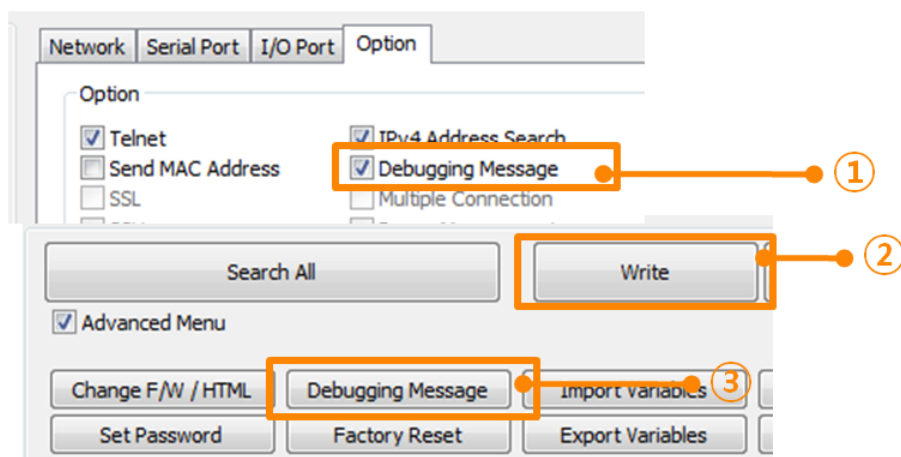 Network Serial Port I/O Port Option
Option
Telnet IPv4 Address Search
Send MAC Address Debugging Message ①
SSL Multiple Connection
Search All Write ②
Advanced Menu
Change F/W / HTML Debugging Message Import Variables ③
Set Password Factory Reset Export Variables